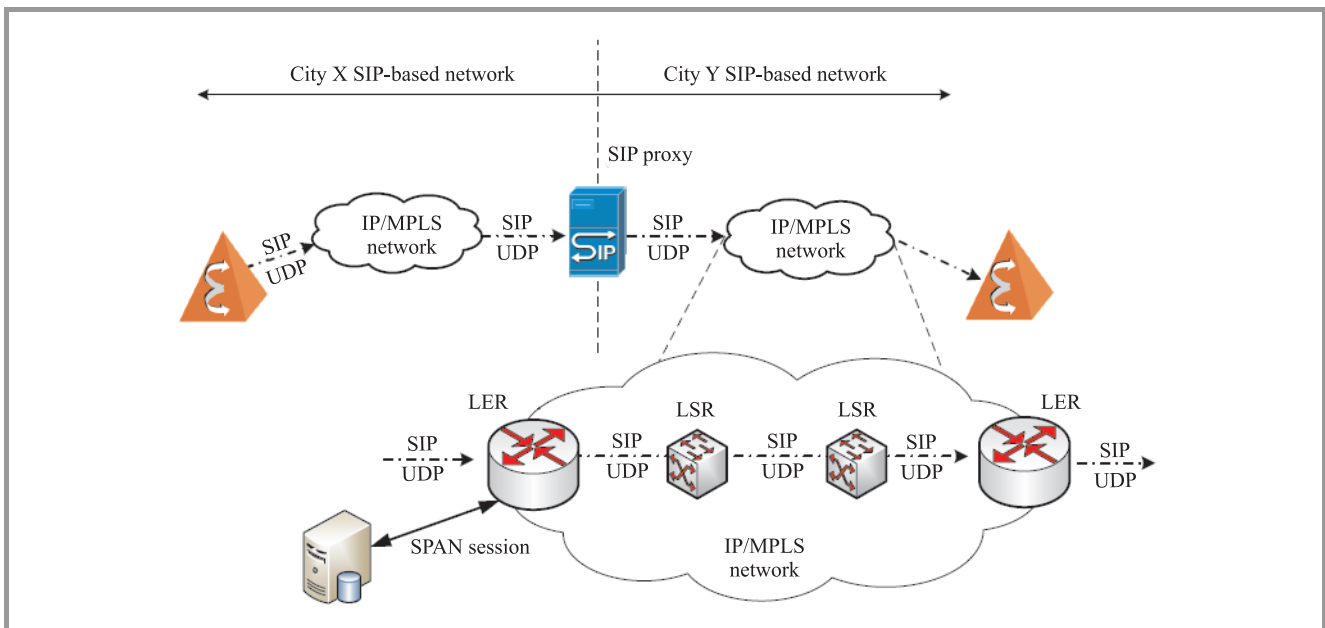 City X SIP-based network
City Y SIP-based network
SIP proxy
SIP
UDP
IP/MPLS
network
SIP
UDP
SIP
SIP
UDP
IP/MPLS
network
LER
LSR
LSR
LER
SIP
UDP
SIP
UDP
SIP
UDP
SIP
UDP
SIP
UDP
SPAN session
IP/MPLS
network